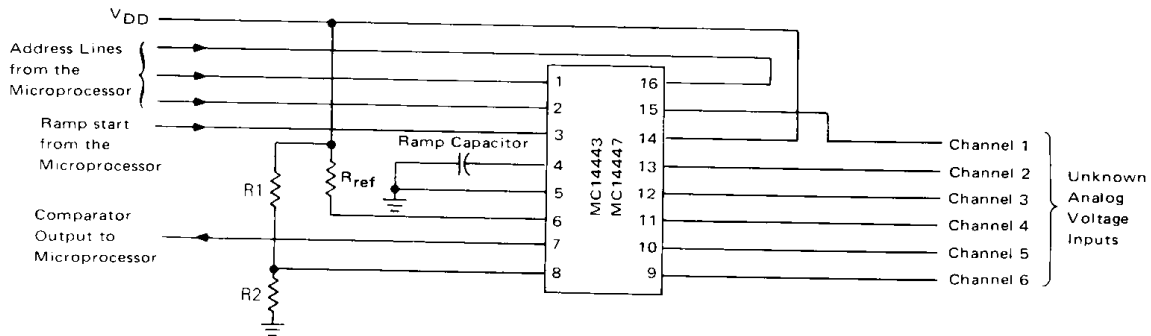 VDD
Address Lines
from the
Microprocessor
Ramp start
from the
Microprocessor
Ramp Capacitor
R1
Rref
Comparator
Output to
Microprocessor
R2
1
2
3
4
5
6
7
8
MC14443
MC14447
16
15
14
13
12
11
10
9
Channel 1
Channel 2
Channel 3
Channel 4
Channel 5
Channel 6
Unknown
Analog
Voltage
Inputs